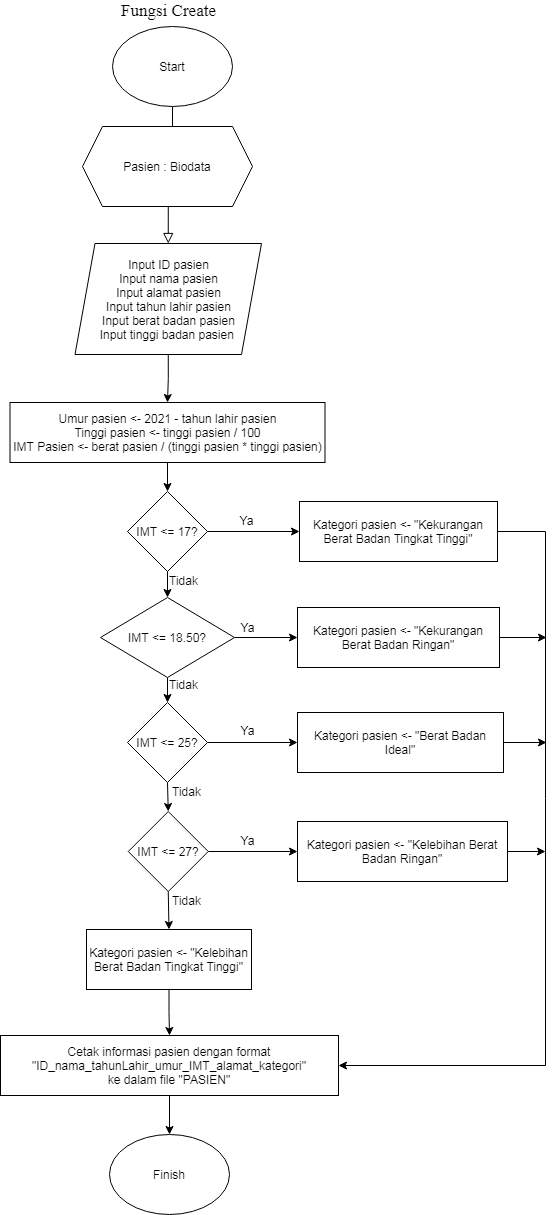 Fungsi Create
Start
Pasien : Biodata
Input ID pasien
Input nama pasien
Input alamat pasien
Input tahun lahir pasien
Input berat badan pasien
Input tinggi badan pasien
Umur pasien <- 2021 - tahun lahir pasien
Tinggi pasien <- tinggi pasien / 100
IMT Pasien <- berat pasien / (tinggi pasien * tinggi pasien)
IMT <= 17?
Ya
Kategori pasien <- "Kekurangan
Berat Badan Tingkat Tinggi"
Tidak
IMT <= 18.50?
Ya
Kategori pasien <- "Kekurangan
Berat Badan Ringan"
Tidak
IMT <= 25?
Ya
Kategori pasien <- "Berat Badan
Ideal"
Tidak
IMT <= 27?
Ya
Kategori pasien <- "Kelebihan Berat
Badan Ringan"
Tidak
Kategori pasien <- "Kelebihan
Berat Badan Tingkat Tinggi"
Cetak informasi pasien dengan format
"ID_nama_tahunLahir_umur_IMT_alamat_kategori"
ke dalam file "PASIEN"
Finish